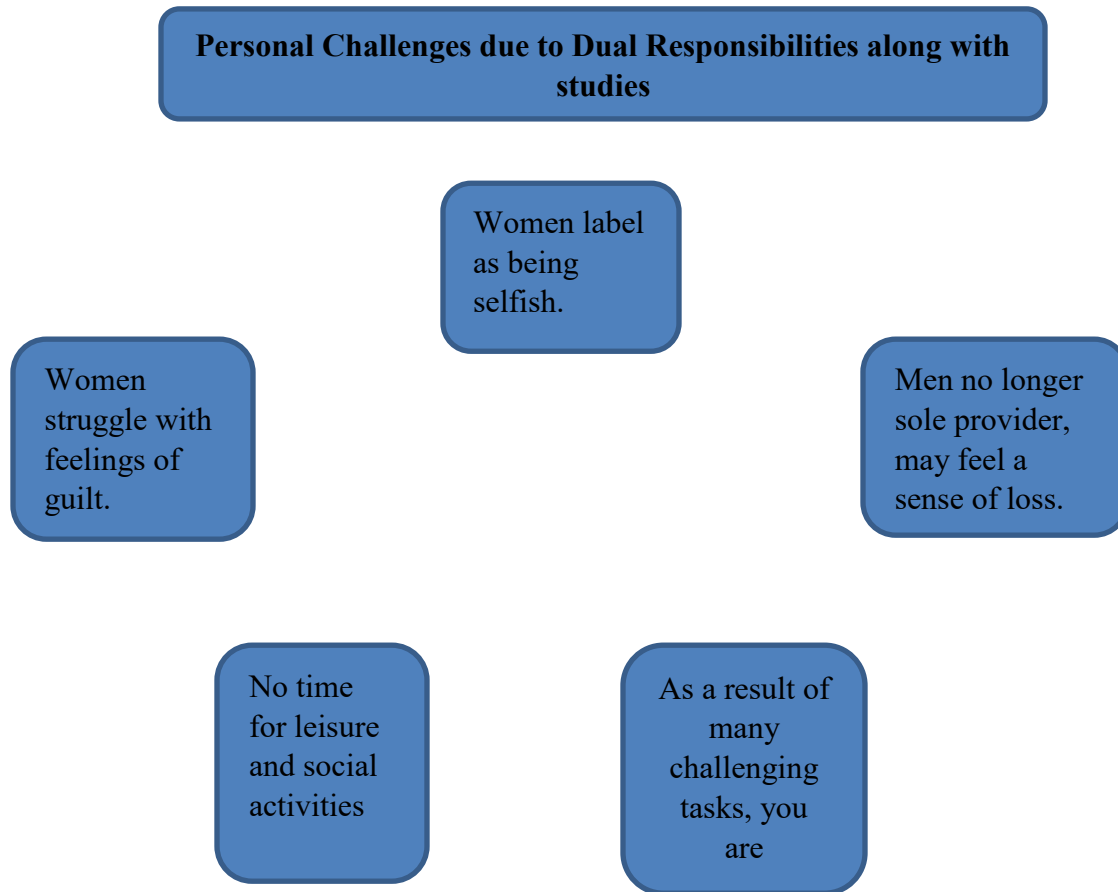 Personal Challenges due to Dual Responsibilities along with
studies
Women label
as being
selfish.
Women
struggle with
feelings of
guilt.
Men no longer
sole provider,
may feel a
sense of loss.
No time
for leisure
and social
activities
As a result of
many
challenging
tasks, you
are